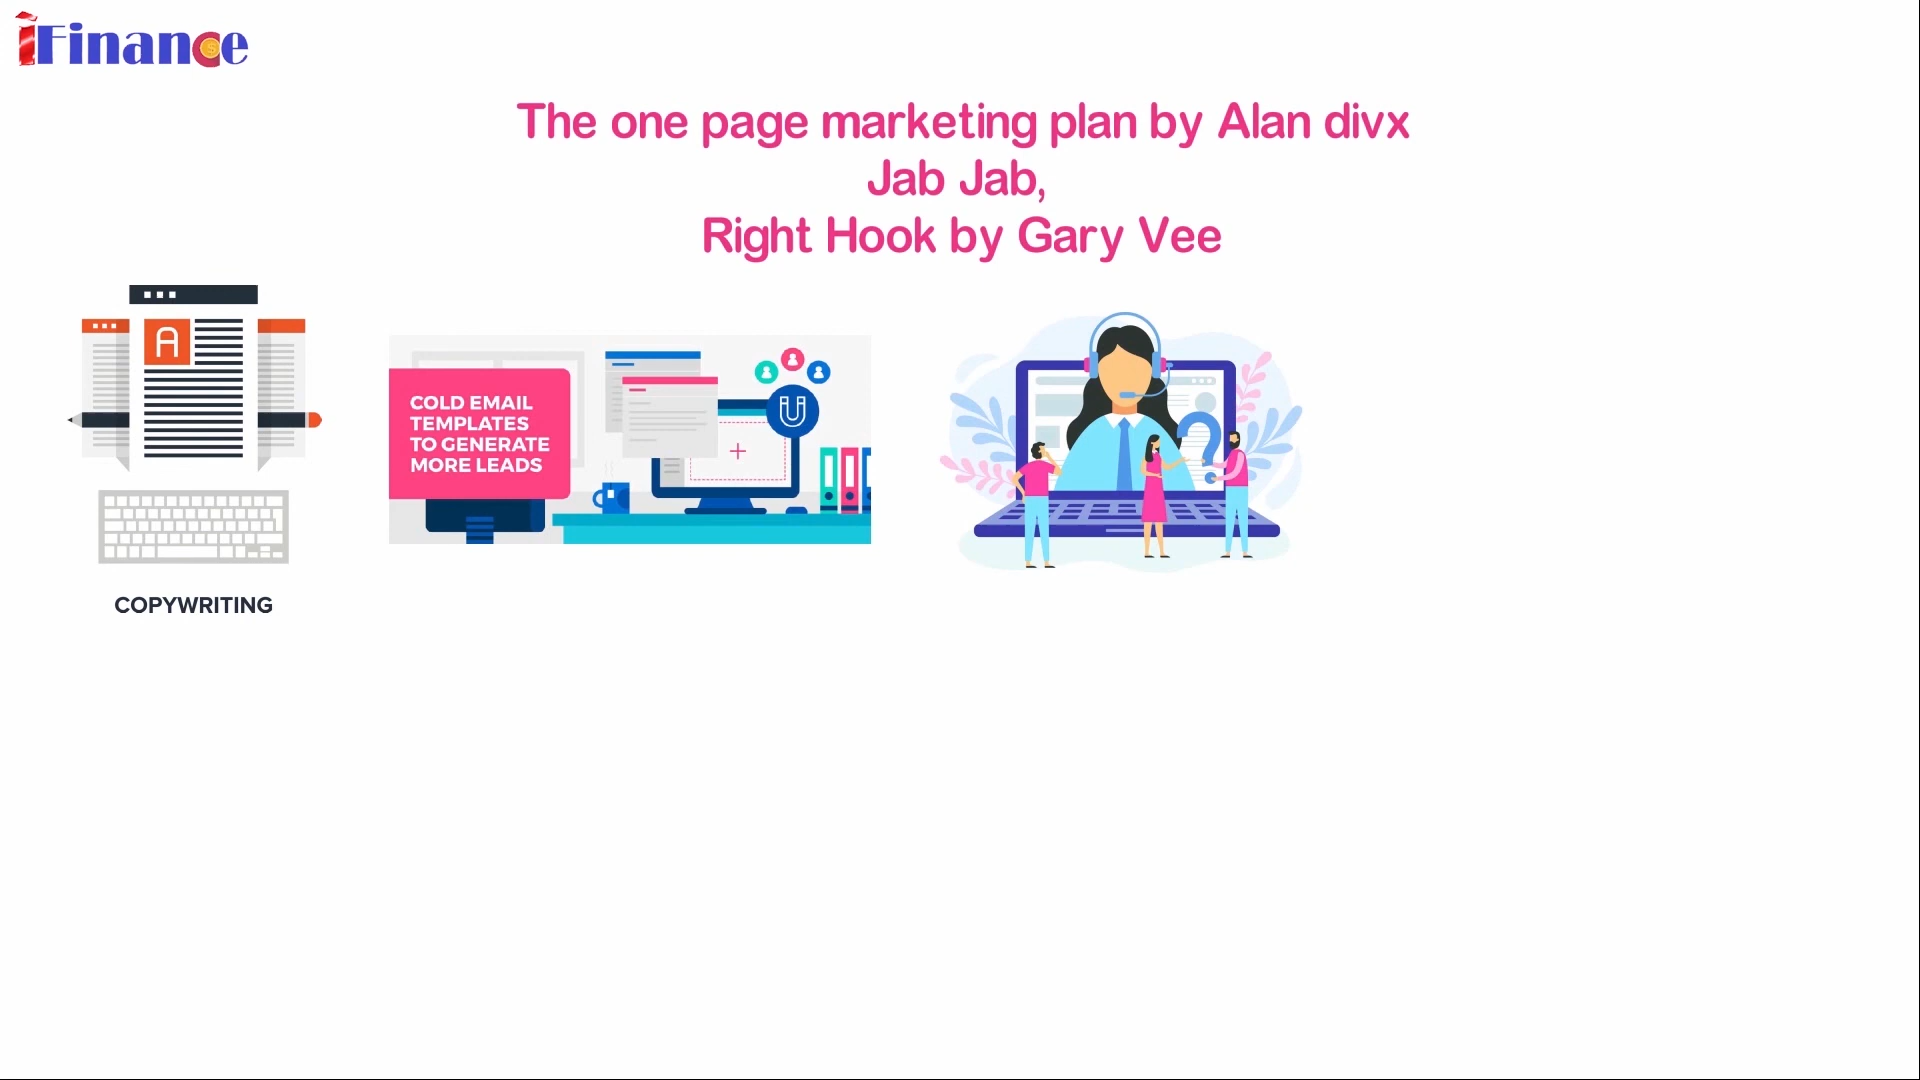 iFinance
The one page marketing plan by Alan divx
Jab Jab,
Right Hook by Gary Vee
A
COLD EMAIL
TEMPLATES
TO GENERATE
MORE LEADS
?
COPYWRITING